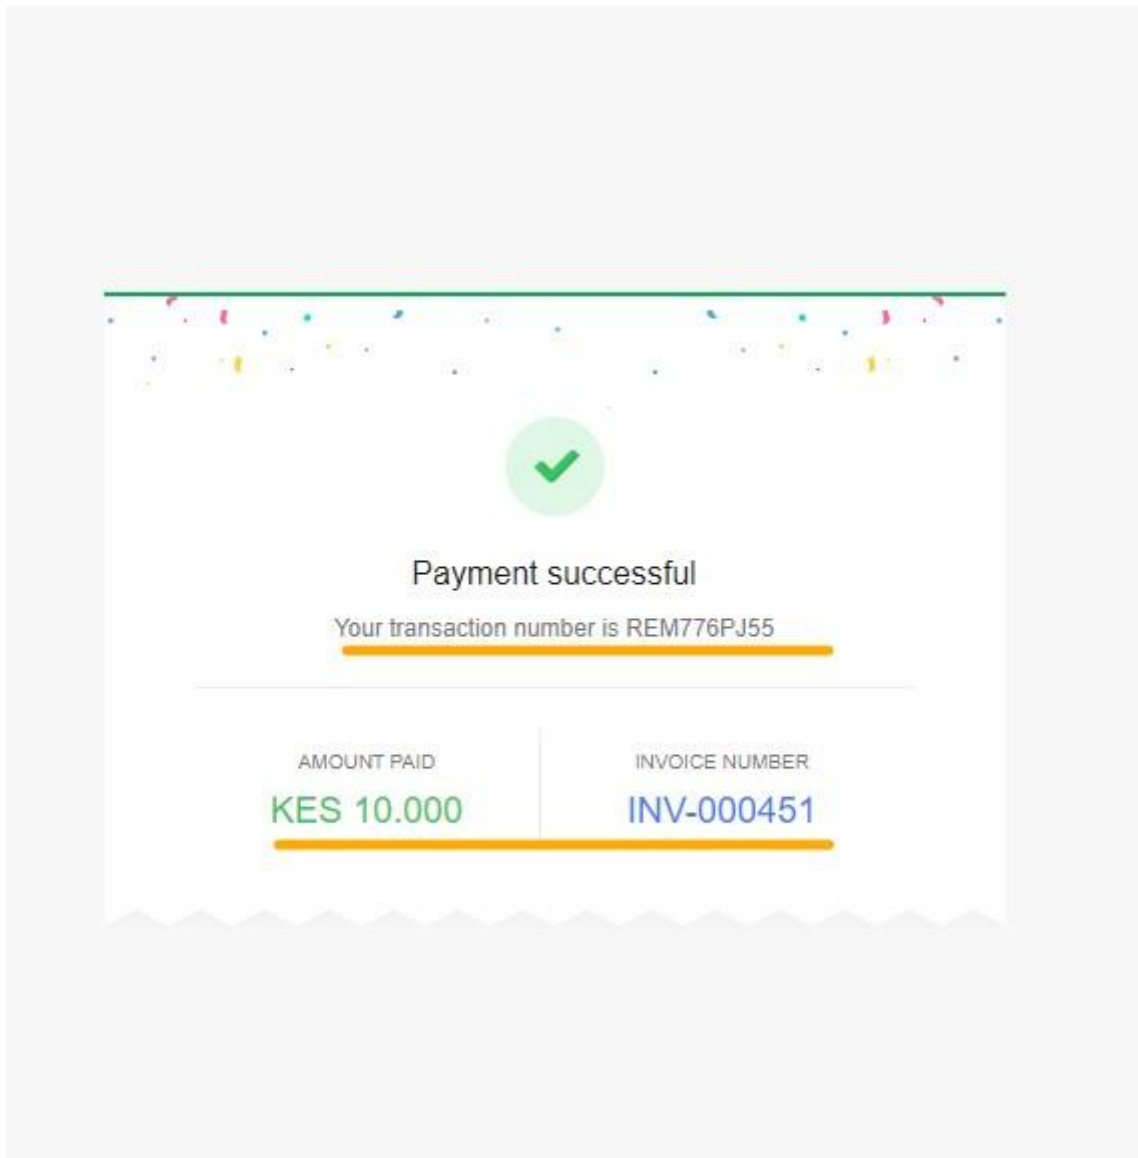 Payment successful
Your transaction number is REM776PJ55
AMOUNT PAID
KES 10.000
INVOICE NUMBER
INV-000451